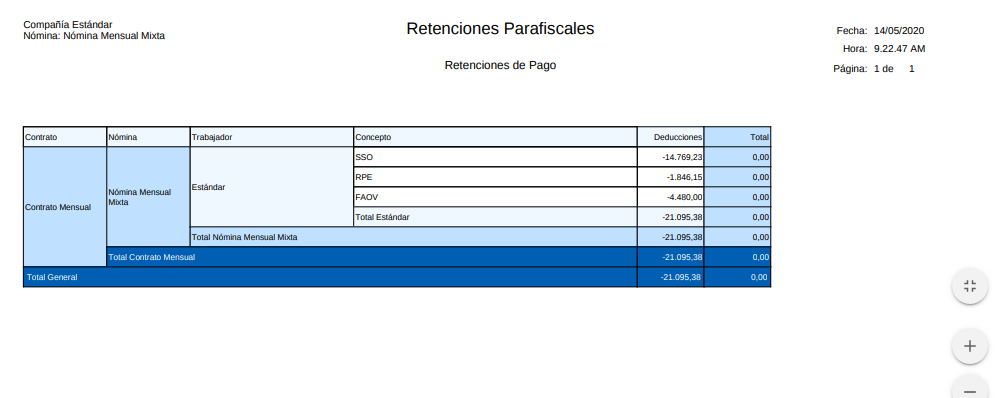 Compañía Estándar
Nómina: Nómina Mensual Mixta
Retenciones Parafiscales
Retenciones de Pago
Fecha: 14/05/2020
Hora: 9.22.47 AM
Página: 1 de 1
Contrato Nómina Trabajador Concepto Deducciones Total
Contrato Mensual
Nómina Mensual
Mixta
Estándar
SSO -14.769,23 0,00
RPE -1.846,15 0,00
FAOV -4.480,00 0,00
Total Estándar -21.095,38 0,00
Total Nómina Mensual Mixta -21.095,38 0,00
Total Contrato Mensual -21.095,38 0,00
Total General -21.095,38 0,00